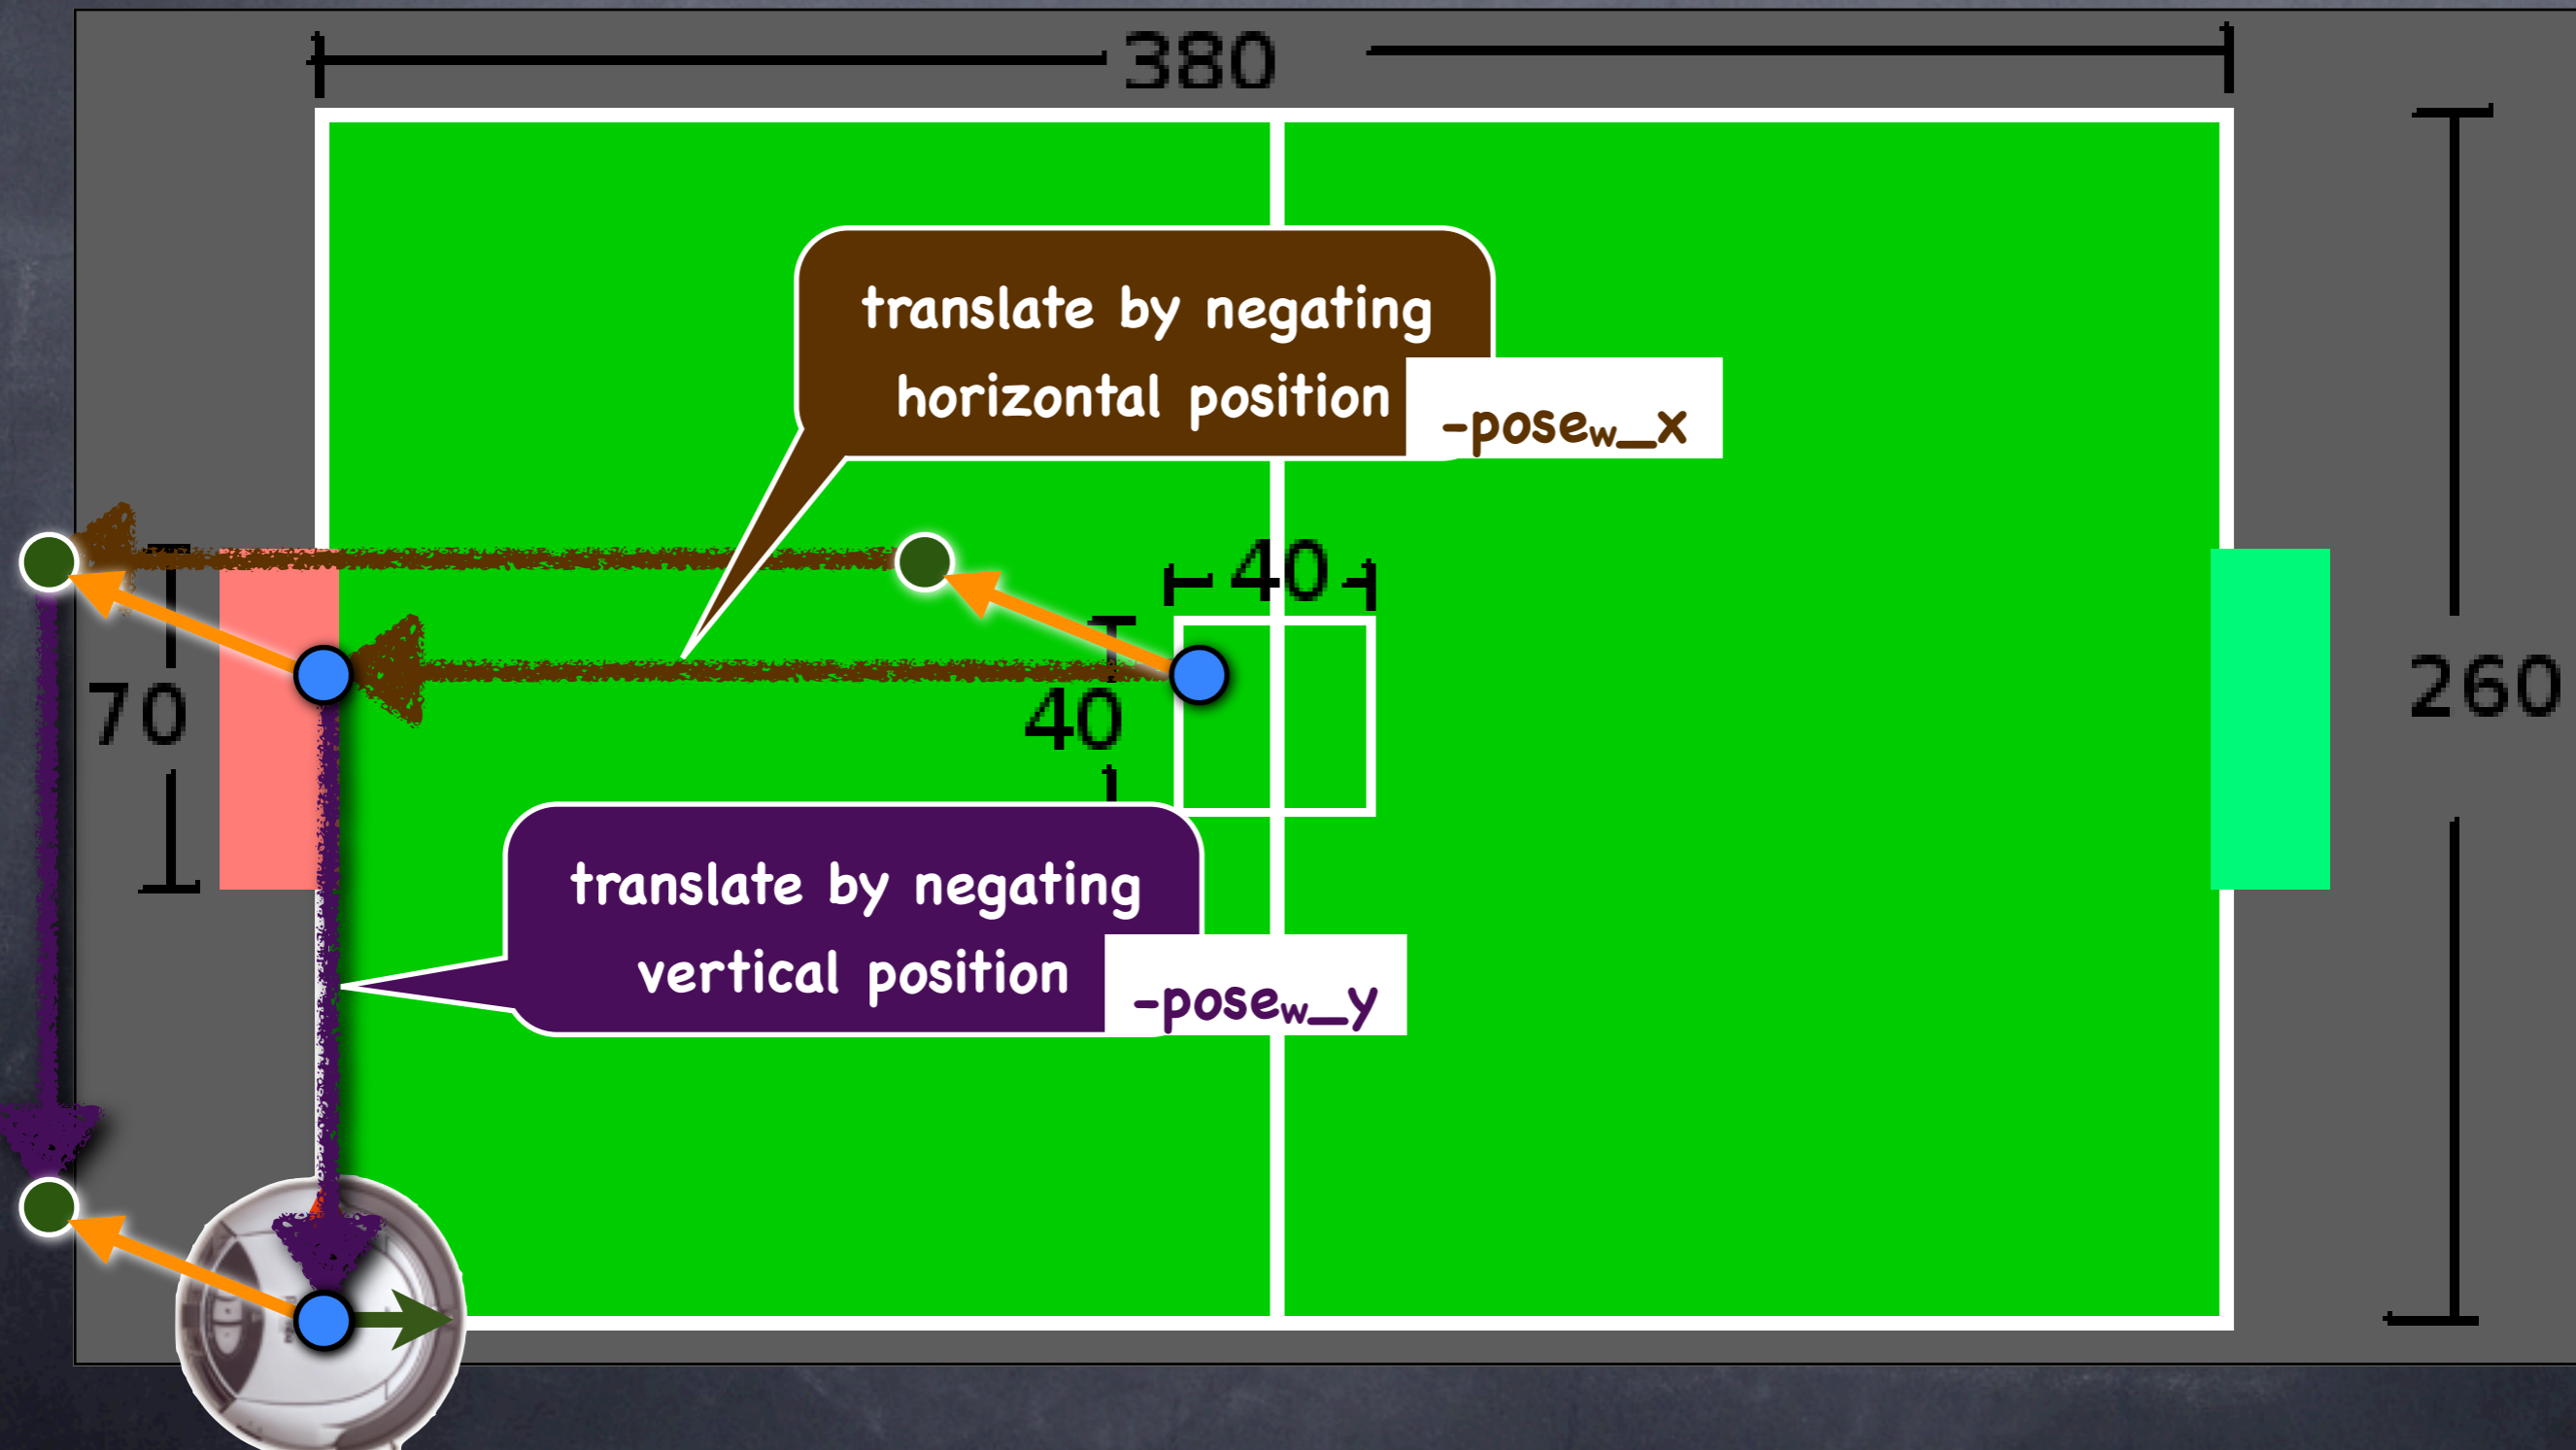 380
translate by negating
horizontal position
-posew_x
40
70
40
260
translate by negating
vertical position
-posew_y